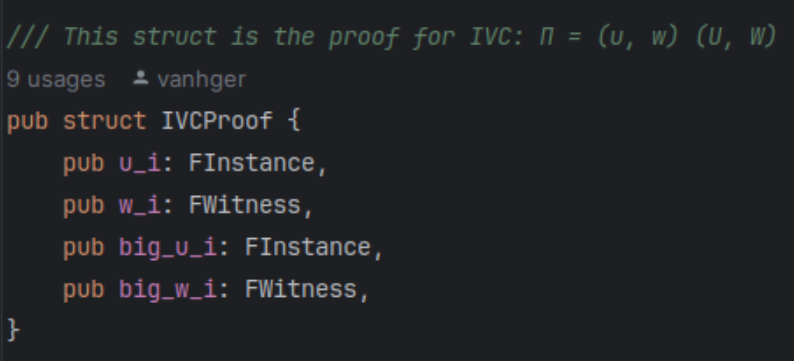 /// This struct is the proof for IVC: Π = (u, w) (U, W)
9 usages vanhger
pub struct IVCProof {
    pub u_i: FInstance,
    pub w_i: FWitness,
    pub big_u_i: FInstance,
    pub big_w_i: FWitness,
}